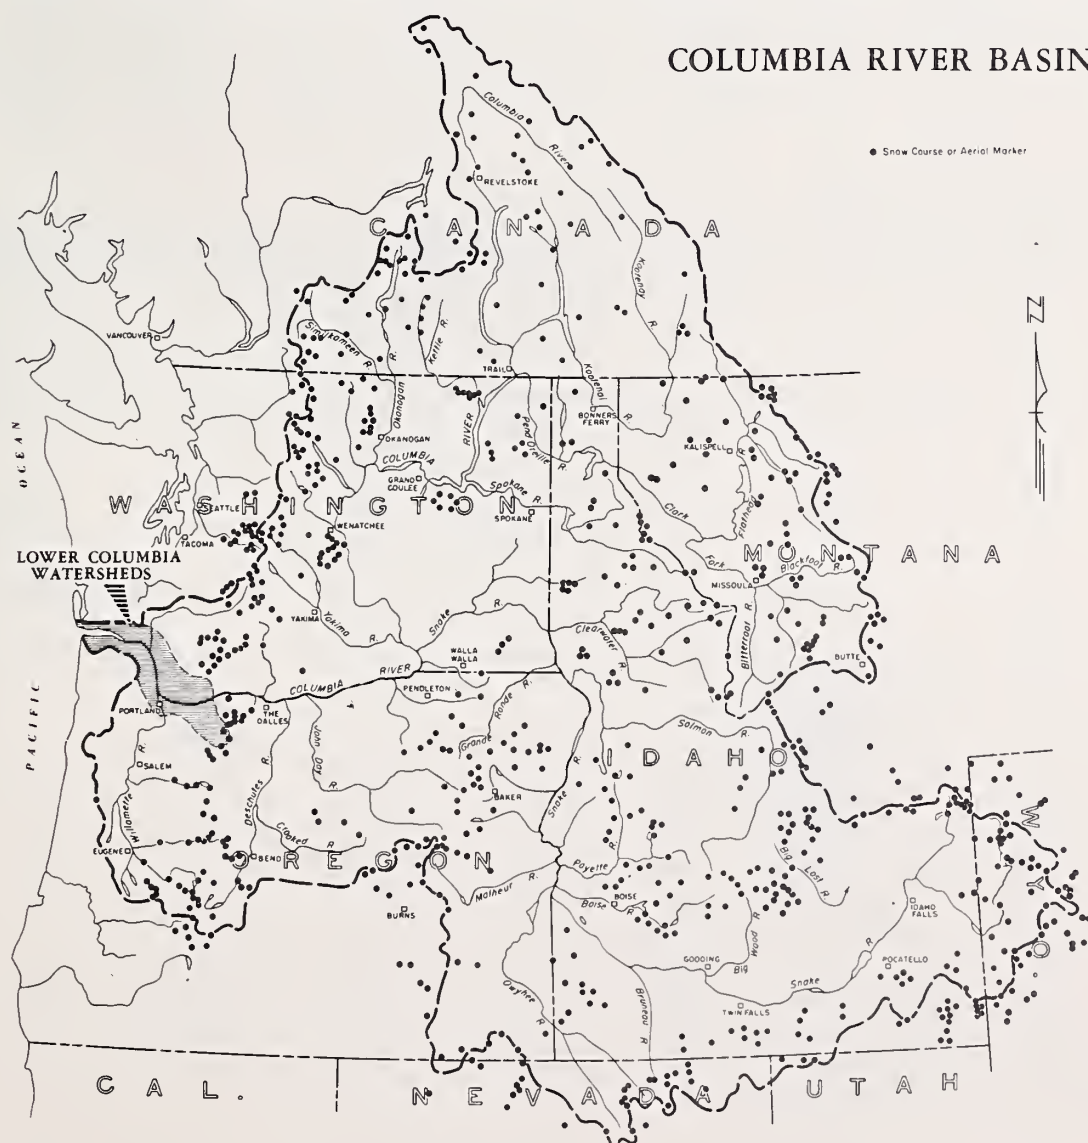 COLUMBIA RIVER BASIN
Snow Course or Aerial Marker
Columbia
River
REVELSTOKE
CANADA
Kootenay
R.
N
VANCOUVER
Similkameen R.
Okanogan
R.
Kettle R.
TRAIL
Kootenai
R.
BONNERS
FERRY
Pend Oreille
R.
KALISPELL
Flathead
R.
OKANOGAN
COLUMBIA
RIVER
GRAND
COULEE
Spokane
R.
SPOKANE
OCEAN
WASHINGTON
SEATTLE
TACOMA
WENATCHEE
Clark
Fork
MONTANA
Blackfoot R.
MISSOULA
LOWER COLUMBIA
WATERSHEDS
YAKIMA
Yakima
R.
Snake
R.
WALLA
WALLA
Clearwater
R.
Bitterroot R.
BUTTE
PACIFIC
PORTLAND
THE
DALLES
COLUMBIA
RIVER
PENDLETON
Grande
Ronde
R.
Salmon
R.
IDAHO
SALEM
R.
Willamette
Deschutes
R.
John Day
R.
BAKER
Snake
R.
EUGENE
BEND
Crooked
R.
OREGON
Malheur
R.
Payette
R.
Big
Lost R.
WYO
BURNS
Boise
R.
BOISE
IDAHO
FALLS
GOODING
Big
Wood R.
POCATELLO
Snake
R.
TWIN FALLS
Owyhee
R.
Bruneau
R.
CAL.
NEVADA
UTAH